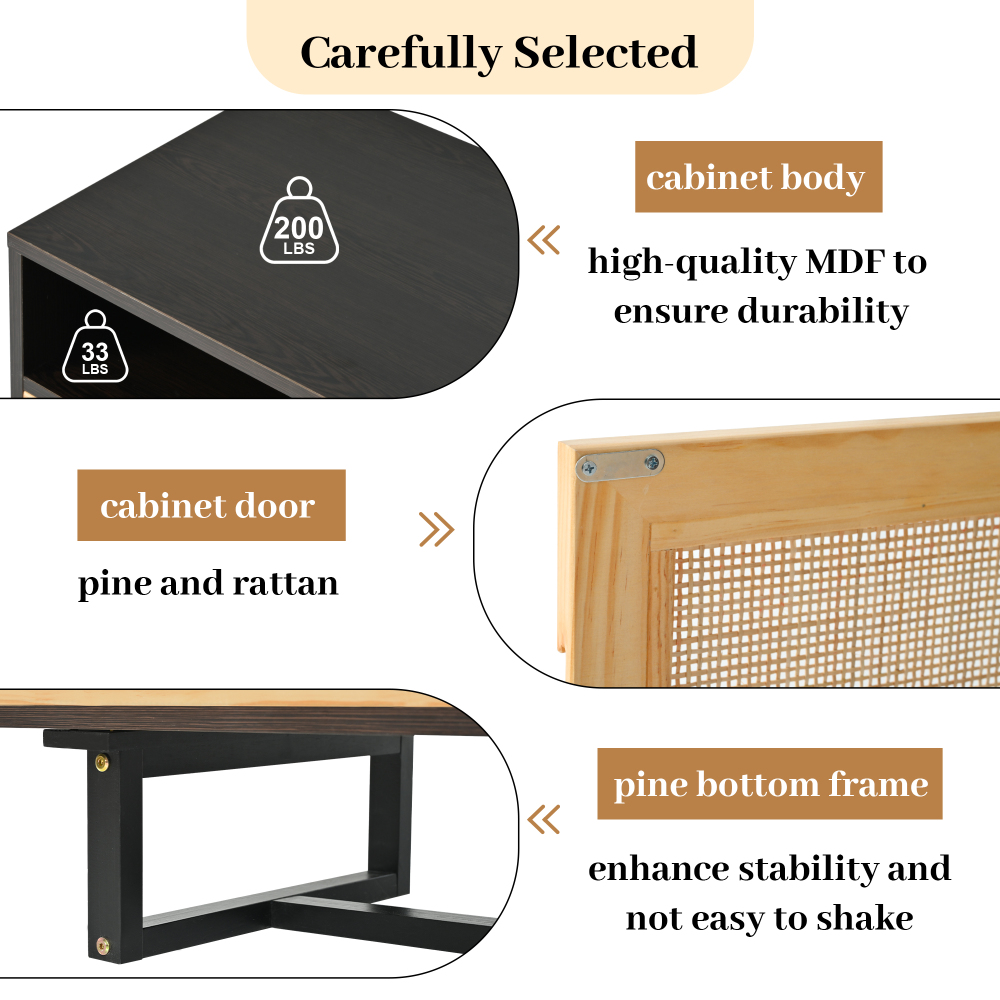 Carefully Selected
200
LBS
33
LBS
cabinet body
high-quality MDF to
ensure durability
cabinet door
pine and rattan
pine bottom frame
enhance stability and
not easy to shake